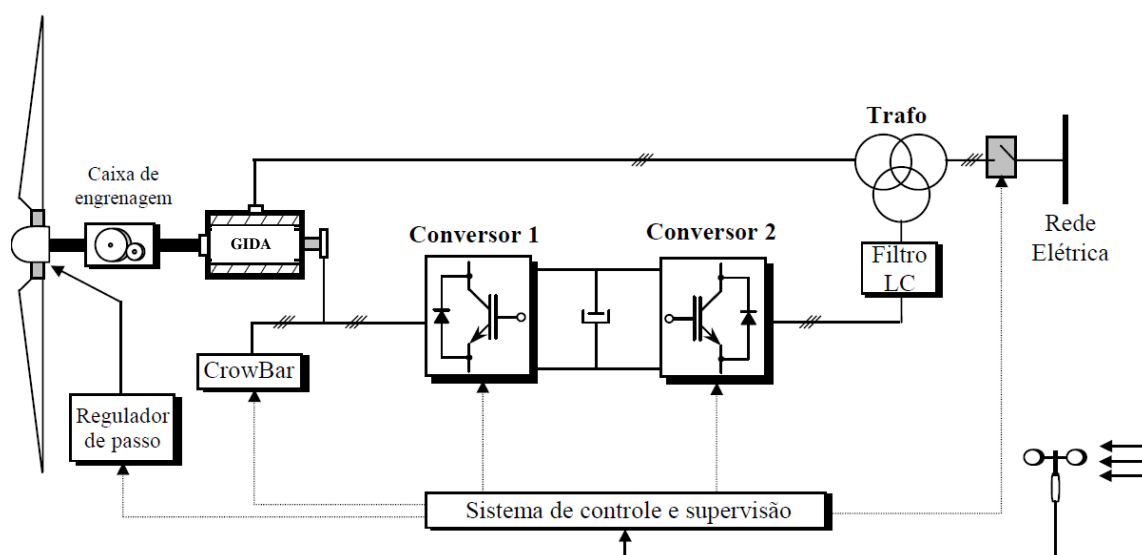 Trafo
Caixa de
engrenagem
GIDA
Conversor 1
Conversor 2
Rede
Elétrica
Filtro
LC
CrowBar
Regulador
de passo
Sistema de controle e supervisão